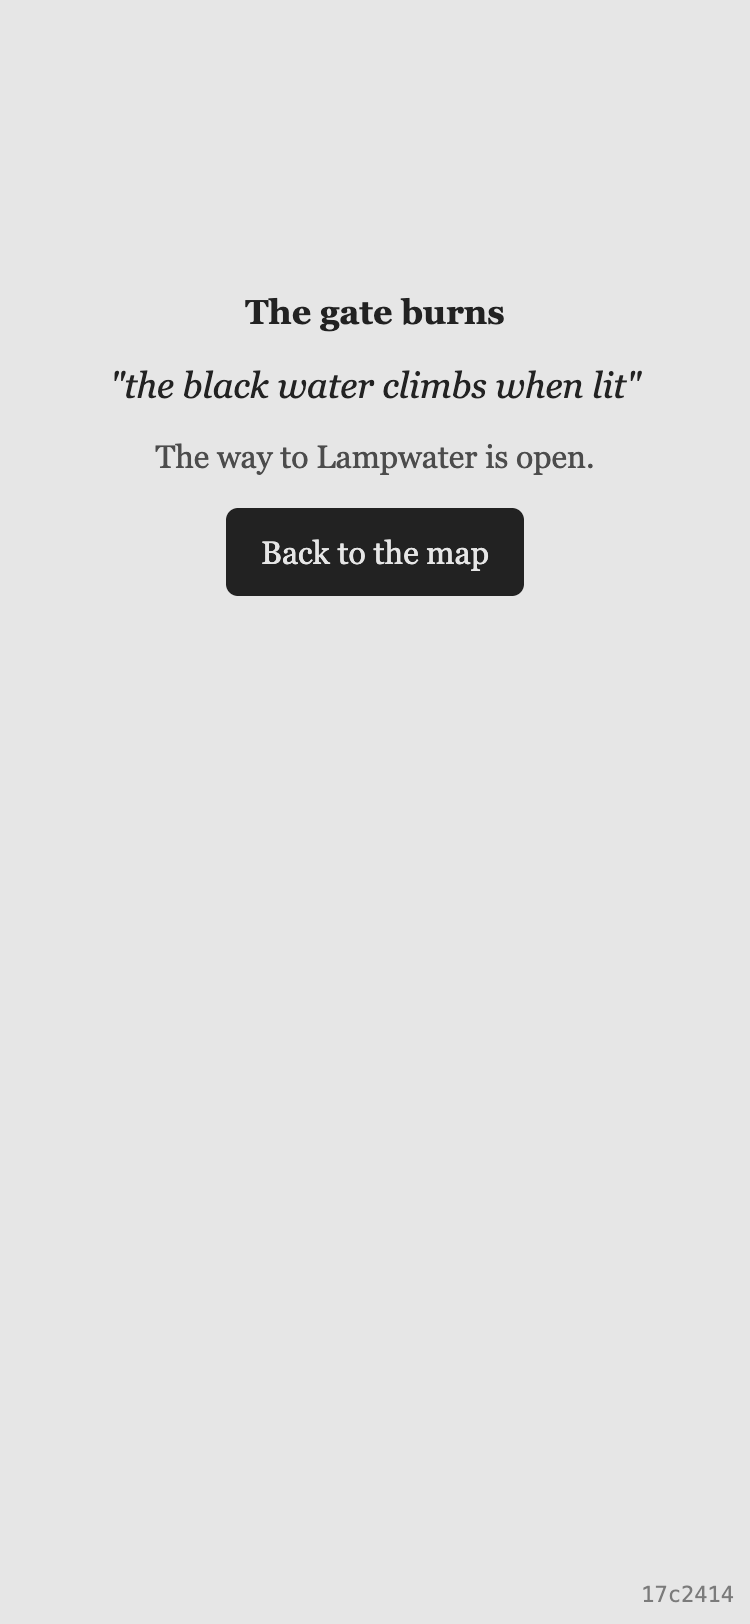 The gate burns
"the black water climbs when lit"
The way to Lampwater is open.
Back to the map
17c2414